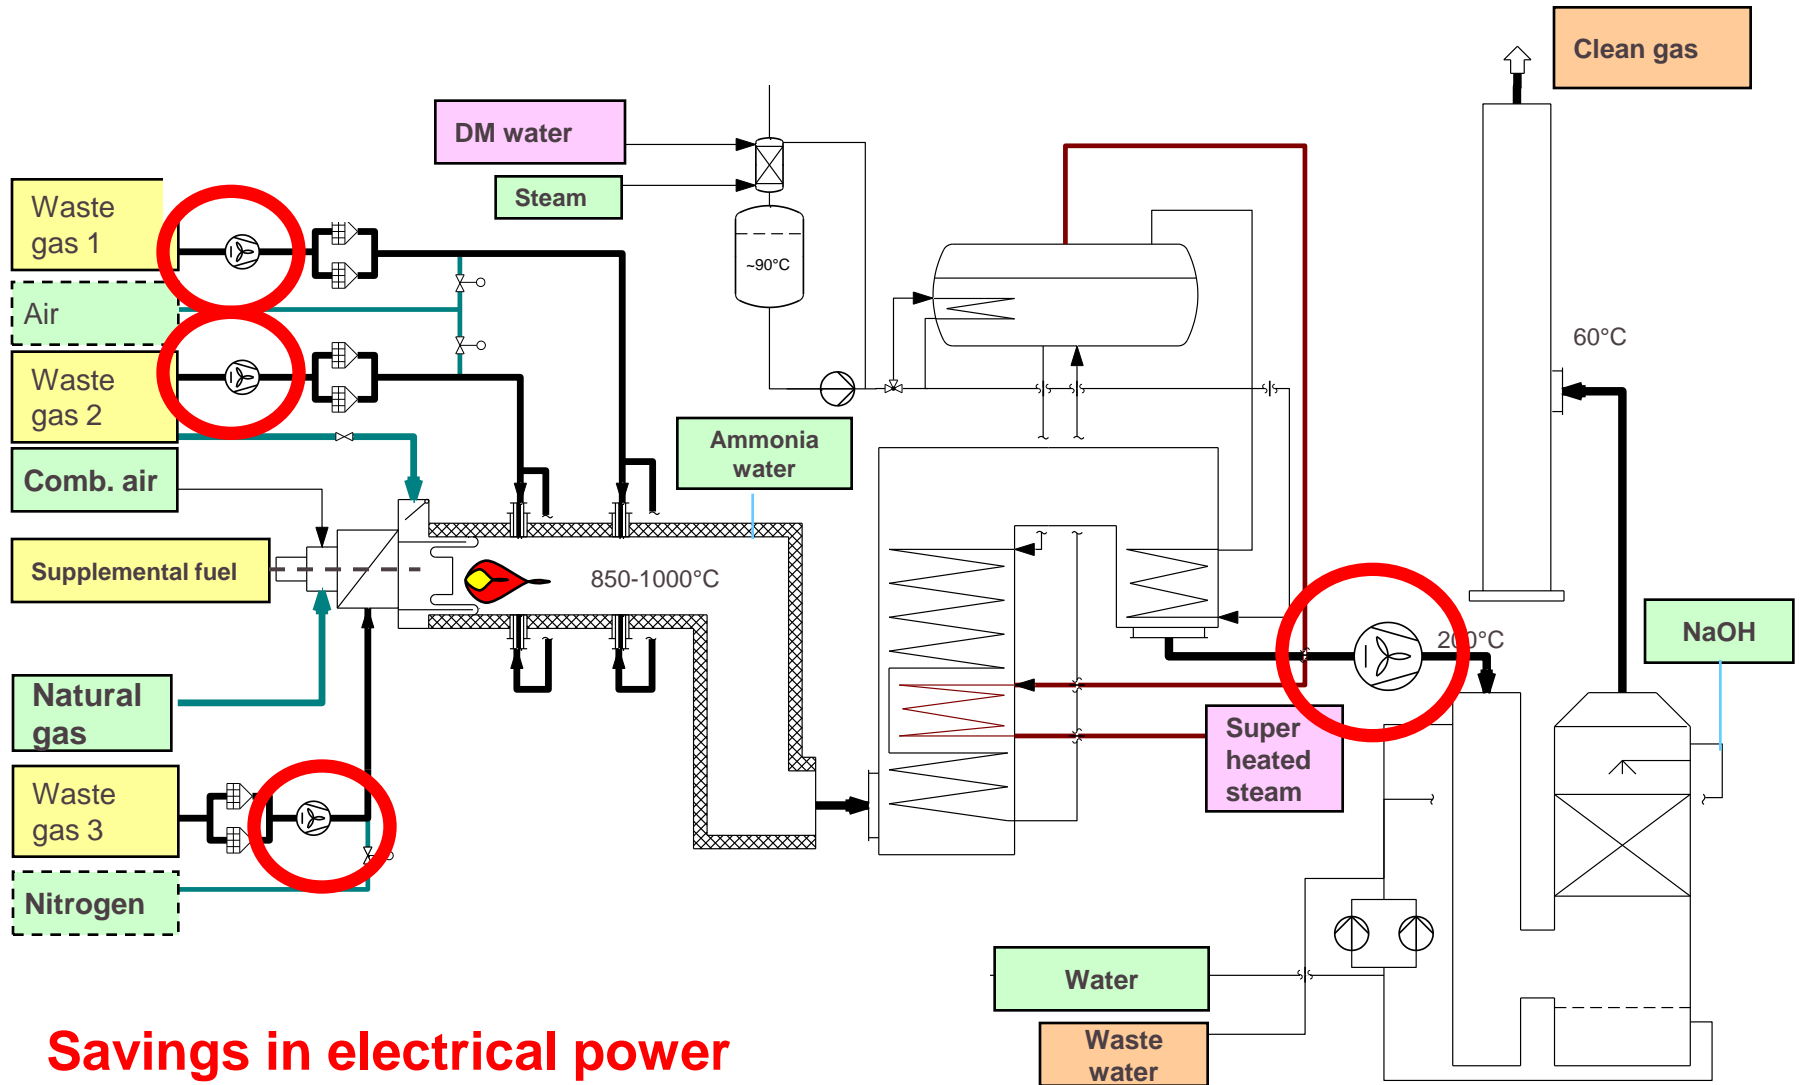 Clean gas
DM water
Steam
Waste
gas 1
~90°C
Air
Waste
gas 2
60°C
Ammonia
water
Comb. air
Supplemental fuel
850-1000°C
200°C
NaOH
Natural
gas
Super
heated
steam
Waste
gas 3
Nitrogen
Water
Waste
water
Savings in electrical power